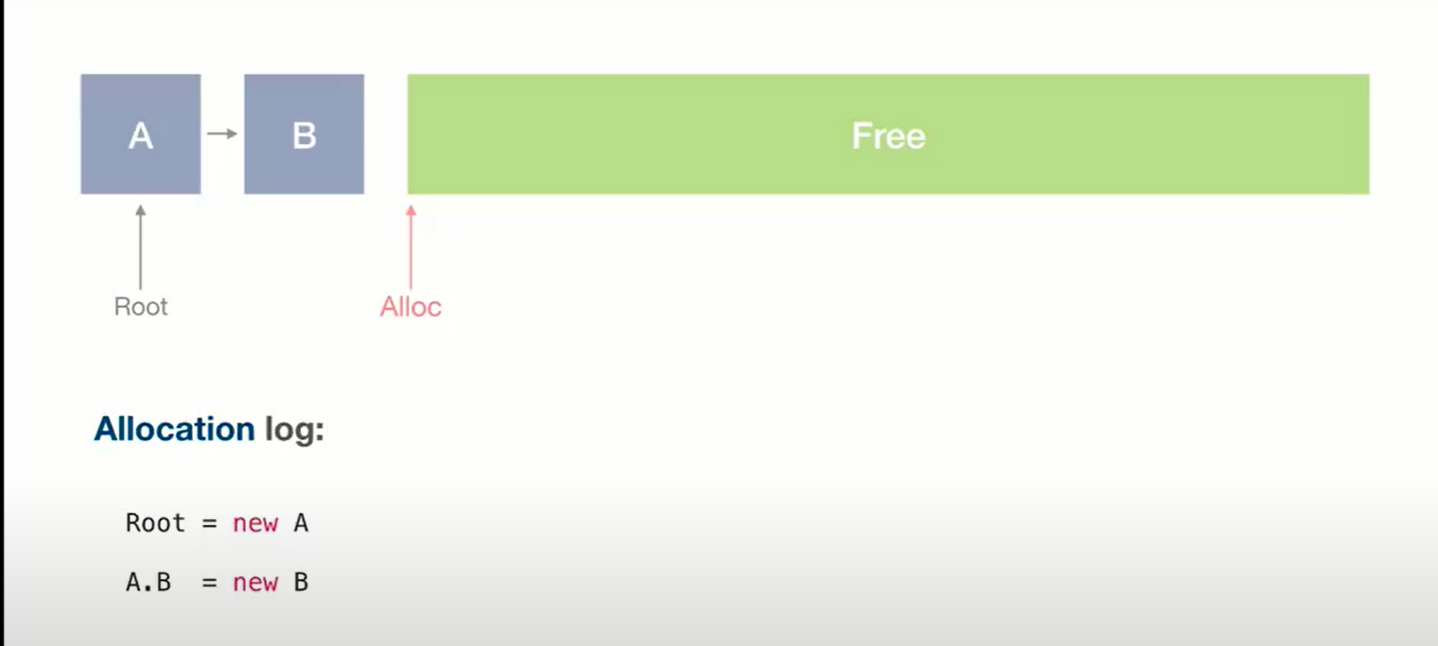 A B Free
Root Alloc
Allocation log:
Root = new A
A.B = new B